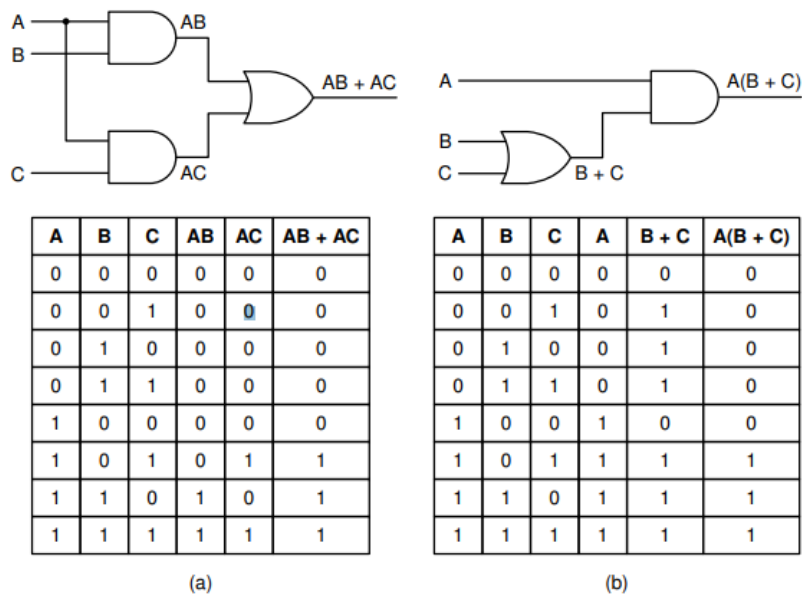 A
AB
B
AB + AC
C
AC
A
A(B + C)
B
C
B + C
A B C AB AC AB + AC
0 0 0 0 0 0
0 0 1 0 0 0
0 1 0 0 0 0
0 1 1 0 0 0
1 0 0 0 0 0
1 0 1 0 1 1
1 1 0 1 0 1
1 1 1 1 1 1
(a)
A B C A B + C A(B + C)
0 0 0 0 0 0
0 0 1 0 1 0
0 1 0 0 1 0
0 1 1 0 1 0
1 0 0 1 0 0
1 0 1 1 1 1
1 1 0 1 1 1
1 1 1 1 1 1
(b)